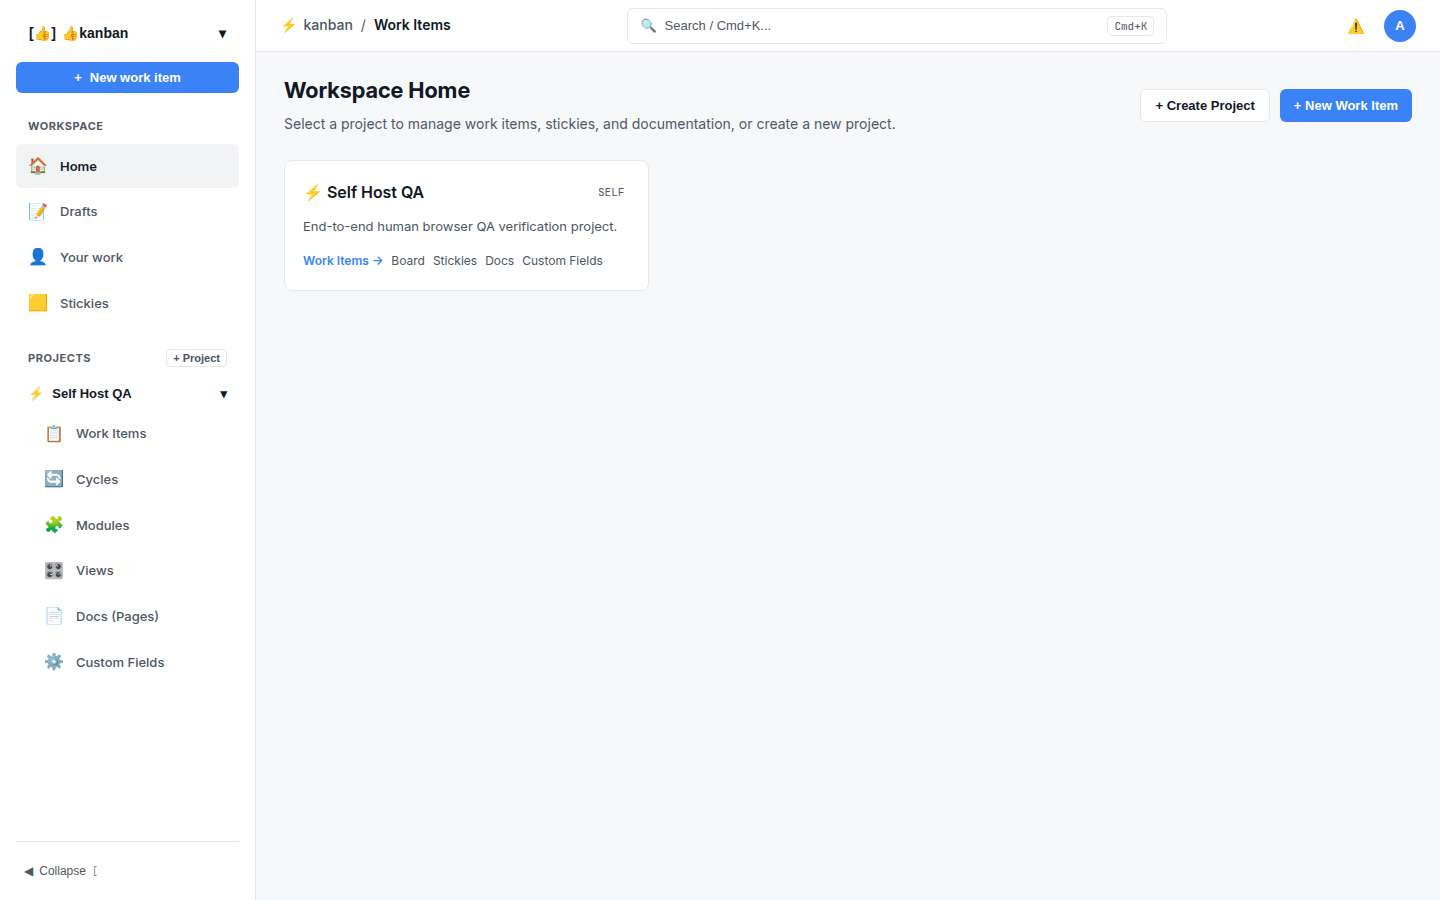 [👍] 👍kanban ▼
+ New work item
WORKSPACE
🏠 Home
📝 Drafts
👤 Your work
🟨 Stickies
PROJECTS + Project
⚡ Self Host QA ▼
📋 Work Items
🔄 Cycles
🧩 Modules
🎛️ Views
📄 Docs (Pages)
⚙️ Custom Fields
◀ Collapse [
⚡ kanban / Work Items
🔍 Search / Cmd+K... Cmd+K
⚠️ A
Workspace Home
Select a project to manage work items, stickies, and documentation, or create a new project.
+ Create Project
+ New Work Item
⚡ Self Host QA SELF
End-to-end human browser QA verification project.
Work Items → Board Stickies Docs Custom Fields